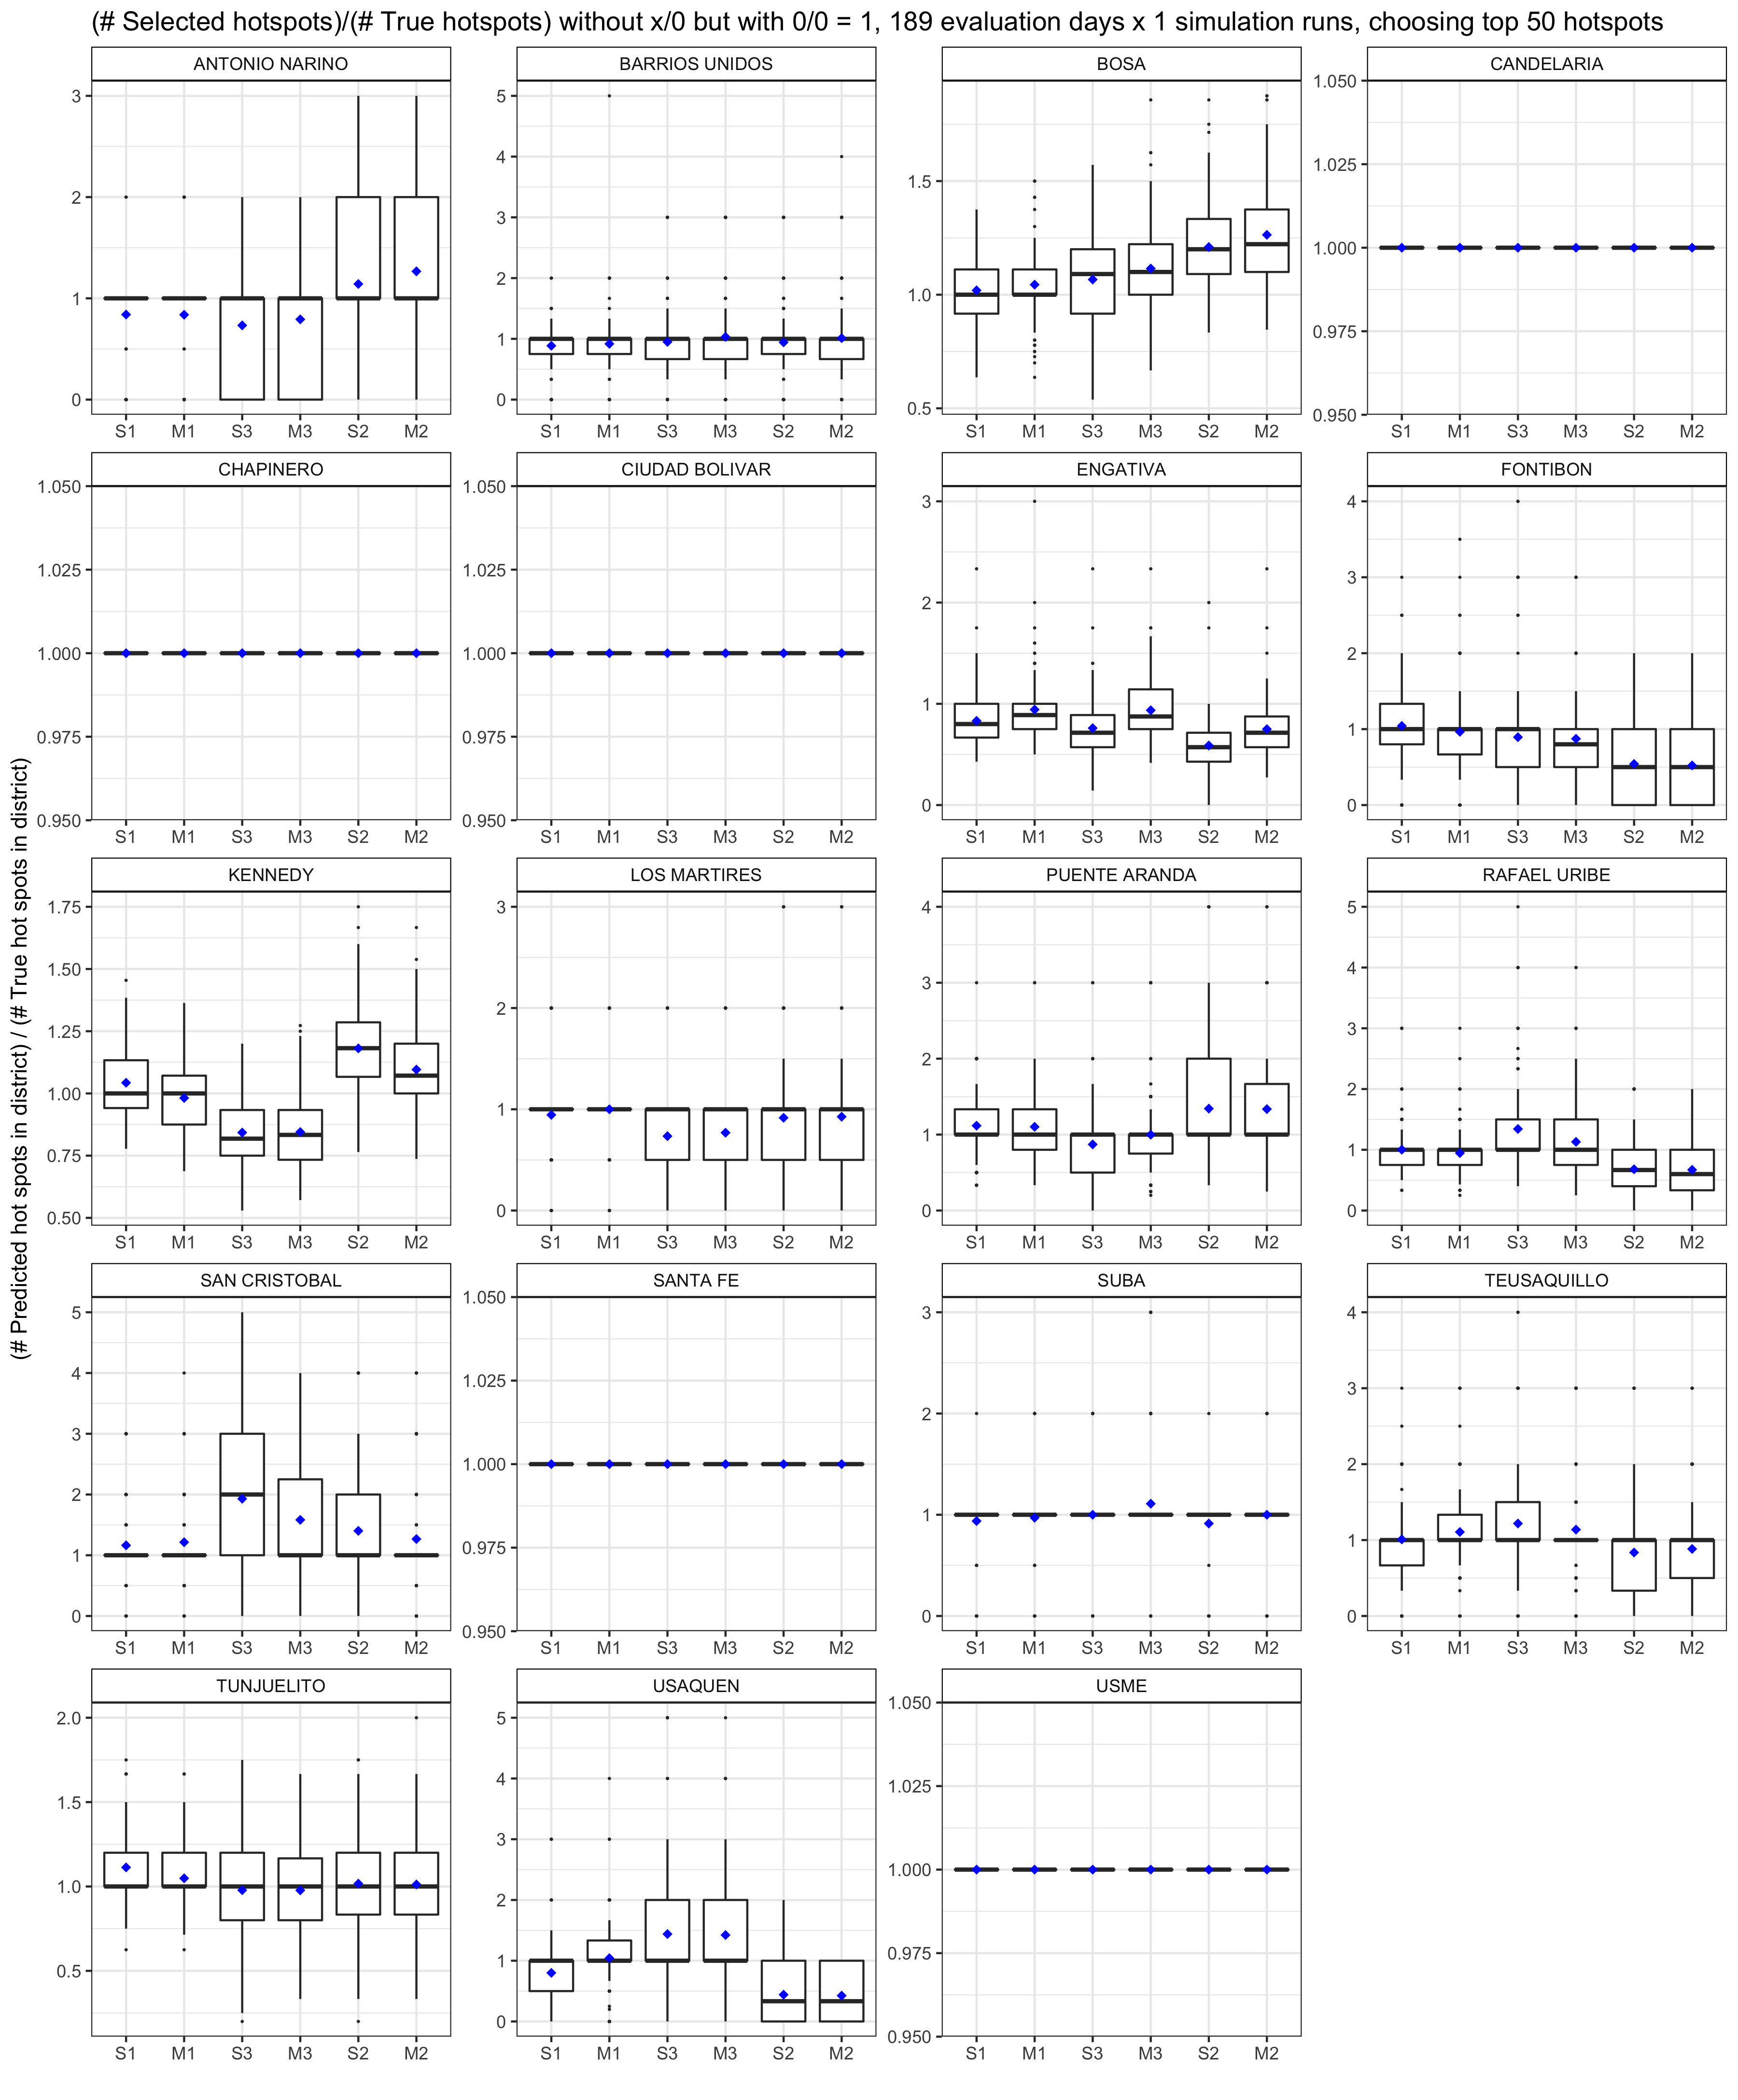 (# Selected hotspots)/(# True hotspots) without x/0 but with 0/0 = 1, 189 evaluation days x 1 simulation runs, choosing top 50 hotspots
(# Predicted hot spots in district) / (# True hot spots in district)
ANTONIO NARINO
3
2
1
0
S1 M1 S3 M3 S2 M2
BARRIOS UNIDOS
5
4
3
2
1
0
S1 M1 S3 M3 S2 M2
BOSA
1.5
1.0
0.5
S1 M1 S3 M3 S2 M2
CANDELARIA
1.050
1.025
1.000
0.975
0.950
S1 M1 S3 M3 S2 M2
CHAPINERO
1.050
1.025
1.000
0.975
0.950
S1 M1 S3 M3 S2 M2
CIUDAD BOLIVAR
1.050
1.025
1.000
0.975
0.950
S1 M1 S3 M3 S2 M2
ENGATIVA
3
2
1
0
S1 M1 S3 M3 S2 M2
FONTIBON
4
3
2
1
0
S1 M1 S3 M3 S2 M2
KENNEDY
1.75
1.50
1.25
1.00
0.75
0.50
S1 M1 S3 M3 S2 M2
LOS MARTIRES
3
2
1
0
S1 M1 S3 M3 S2 M2
PUENTE ARANDA
4
3
2
1
0
S1 M1 S3 M3 S2 M2
RAFAEL URIBE
5
4
3
2
1
0
S1 M1 S3 M3 S2 M2
SAN CRISTOBAL
5
4
3
2
1
0
S1 M1 S3 M3 S2 M2
SANTA FE
1.050
1.025
1.000
0.975
0.950
S1 M1 S3 M3 S2 M2
SUBA
3
2
1
0
S1 M1 S3 M3 S2 M2
TEUSAQUILLO
4
3
2
1
0
S1 M1 S3 M3 S2 M2
TUNJUELITO
2.0
1.5
1.0
0.5
S1 M1 S3 M3 S2 M2
USAQUEN
5
4
3
2
1
0
S1 M1 S3 M3 S2 M2
USME
1.050
1.025
1.000
0.975
0.950
S1 M1 S3 M3 S2 M2